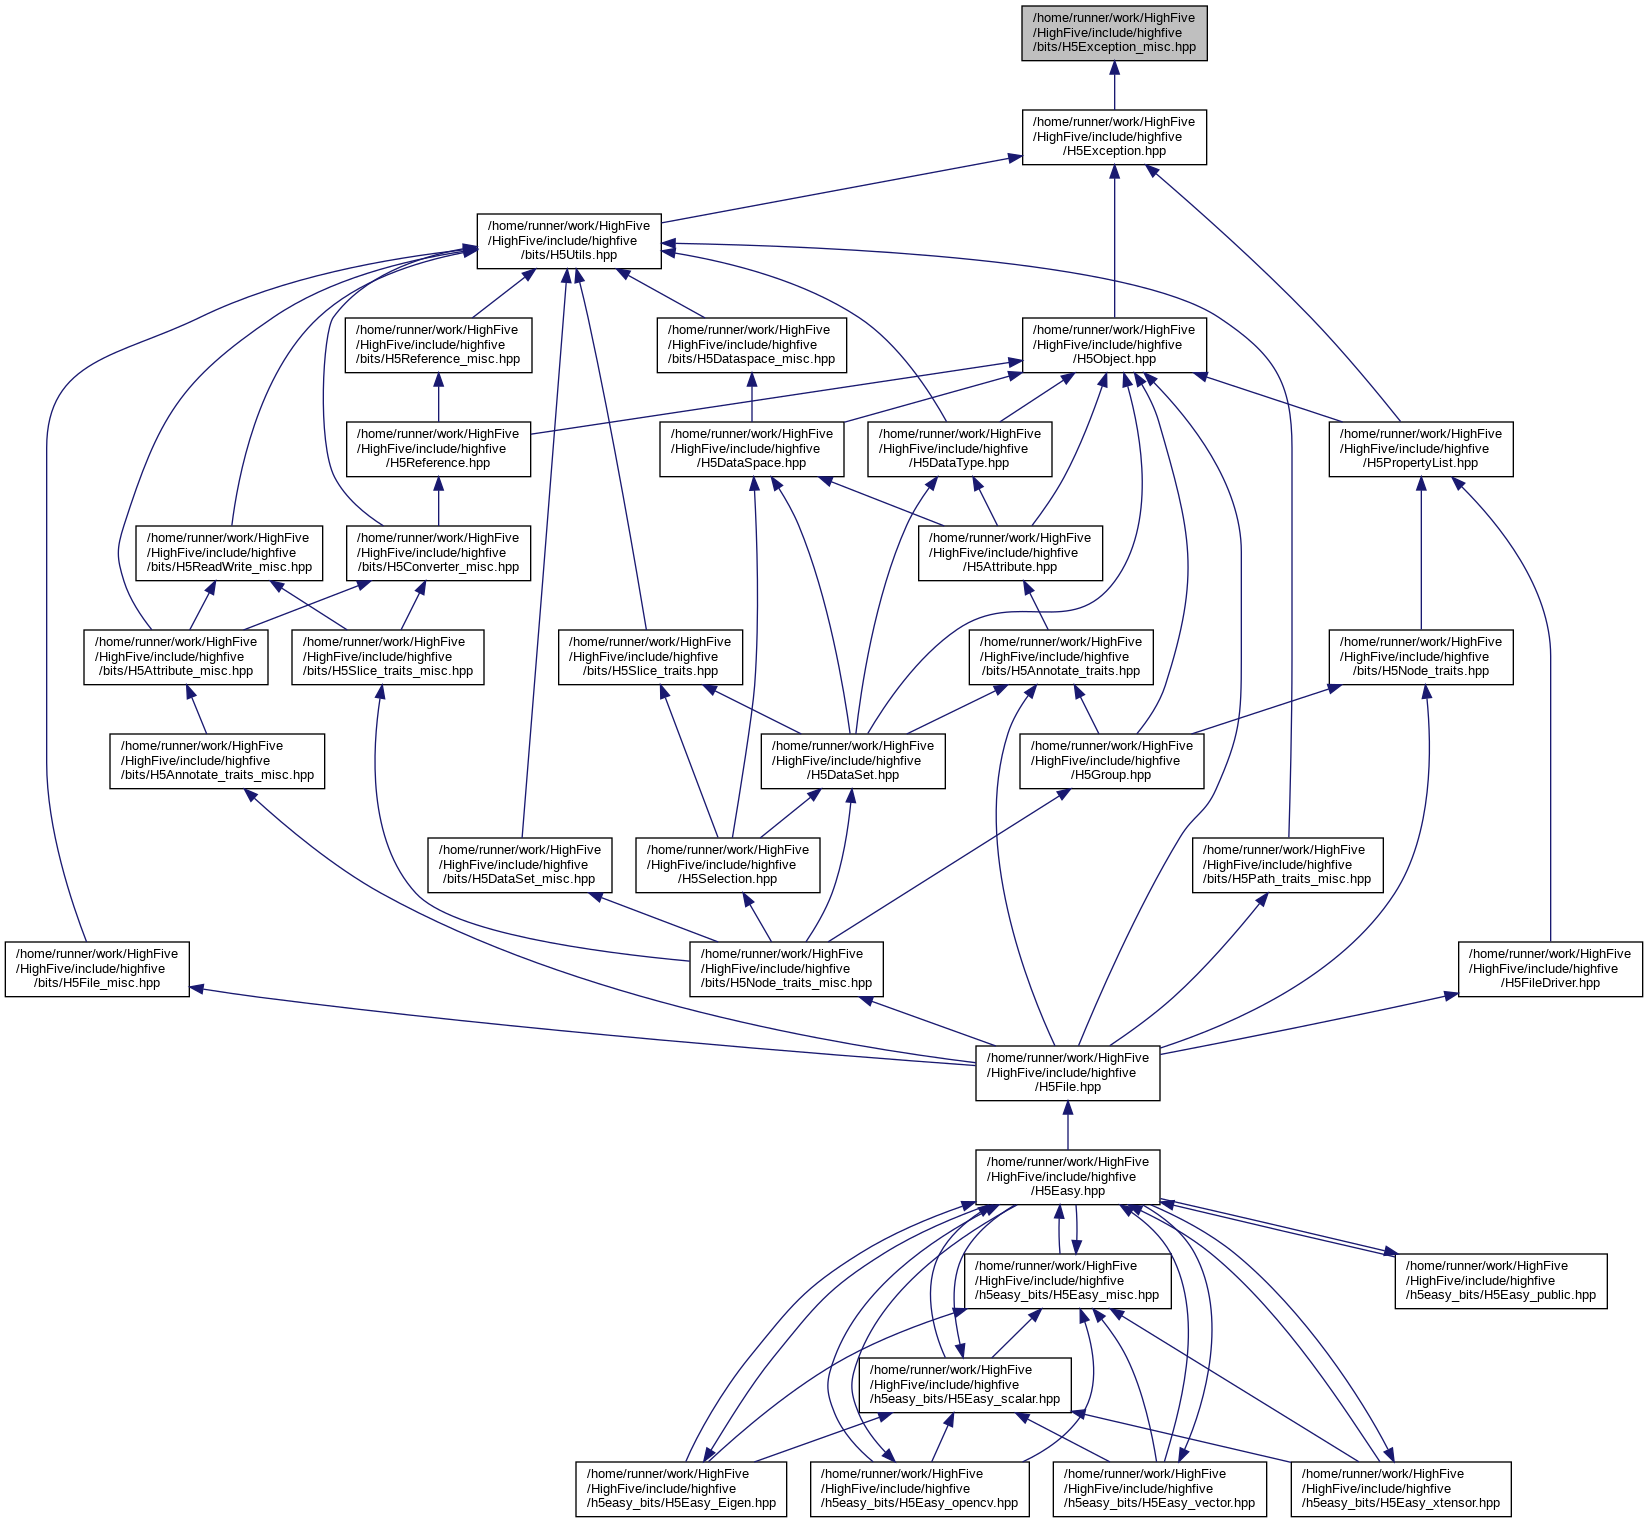 /home/runner/work/HighFive
/HighFive/include/highfive
/bits/H5Exception_misc.hpp
/home/runner/work/HighFive
/HighFive/include/highfive
/H5Exception.hpp
/home/runner/work/HighFive
/HighFive/include/highfive
/bits/H5Utils.hpp
/home/runner/work/HighFive
/HighFive/include/highfive
/bits/H5Reference_misc.hpp
/home/runner/work/HighFive
/HighFive/include/highfive
/bits/H5Dataspace_misc.hpp
/home/runner/work/HighFive
/HighFive/include/highfive
/H5Object.hpp
/home/runner/work/HighFive
/HighFive/include/highfive
/H5Reference.hpp
/home/runner/work/HighFive
/HighFive/include/highfive
/H5DataSpace.hpp
/home/runner/work/HighFive
/HighFive/include/highfive
/H5DataType.hpp
/home/runner/work/HighFive
/HighFive/include/highfive
/H5PropertyList.hpp
/home/runner/work/HighFive
/HighFive/include/highfive
/bits/H5ReadWrite_misc.hpp
/home/runner/work/HighFive
/HighFive/include/highfive
/bits/H5Converter_misc.hpp
/home/runner/work/HighFive
/HighFive/include/highfive
/H5Attribute.hpp
/home/runner/work/HighFive
/HighFive/include/highfive
/bits/H5Attribute_misc.hpp
/home/runner/work/HighFive
/HighFive/include/highfive
/bits/H5Slice_traits_misc.hpp
/home/runner/work/HighFive
/HighFive/include/highfive
/bits/H5Slice_traits.hpp
/home/runner/work/HighFive
/HighFive/include/highfive
/bits/H5Annotate_traits.hpp
/home/runner/work/HighFive
/HighFive/include/highfive
/bits/H5Node_traits.hpp
/home/runner/work/HighFive
/HighFive/include/highfive
/bits/H5Annotate_traits_misc.hpp
/home/runner/work/HighFive
/HighFive/include/highfive
/H5DataSet.hpp
/home/runner/work/HighFive
/HighFive/include/highfive
/H5Group.hpp
/home/runner/work/HighFive
/HighFive/include/highfive
/bits/H5DataSet_misc.hpp
/home/runner/work/HighFive
/HighFive/include/highfive
/H5Selection.hpp
/home/runner/work/HighFive
/HighFive/include/highfive
/bits/H5Path_traits_misc.hpp
/home/runner/work/HighFive
/HighFive/include/highfive
/bits/H5File_misc.hpp
/home/runner/work/HighFive
/HighFive/include/highfive
/bits/H5Node_traits_misc.hpp
/home/runner/work/HighFive
/HighFive/include/highfive
/H5FileDriver.hpp
/home/runner/work/HighFive
/HighFive/include/highfive
/H5File.hpp
/home/runner/work/HighFive
/HighFive/include/highfive
/H5Easy.hpp
/home/runner/work/HighFive
/HighFive/include/highfive
/h5easy_bits/H5Easy_misc.hpp
/home/runner/work/HighFive
/HighFive/include/highfive
/h5easy_bits/H5Easy_public.hpp
/home/runner/work/HighFive
/HighFive/include/highfive
/h5easy_bits/H5Easy_scalar.hpp
/home/runner/work/HighFive
/HighFive/include/highfive
/h5easy_bits/H5Easy_Eigen.hpp
/home/runner/work/HighFive
/HighFive/include/highfive
/h5easy_bits/H5Easy_opencv.hpp
/home/runner/work/HighFive
/HighFive/include/highfive
/h5easy_bits/H5Easy_vector.hpp
/home/runner/work/HighFive
/HighFive/include/highfive
/h5easy_bits/H5Easy_xtensor.hpp